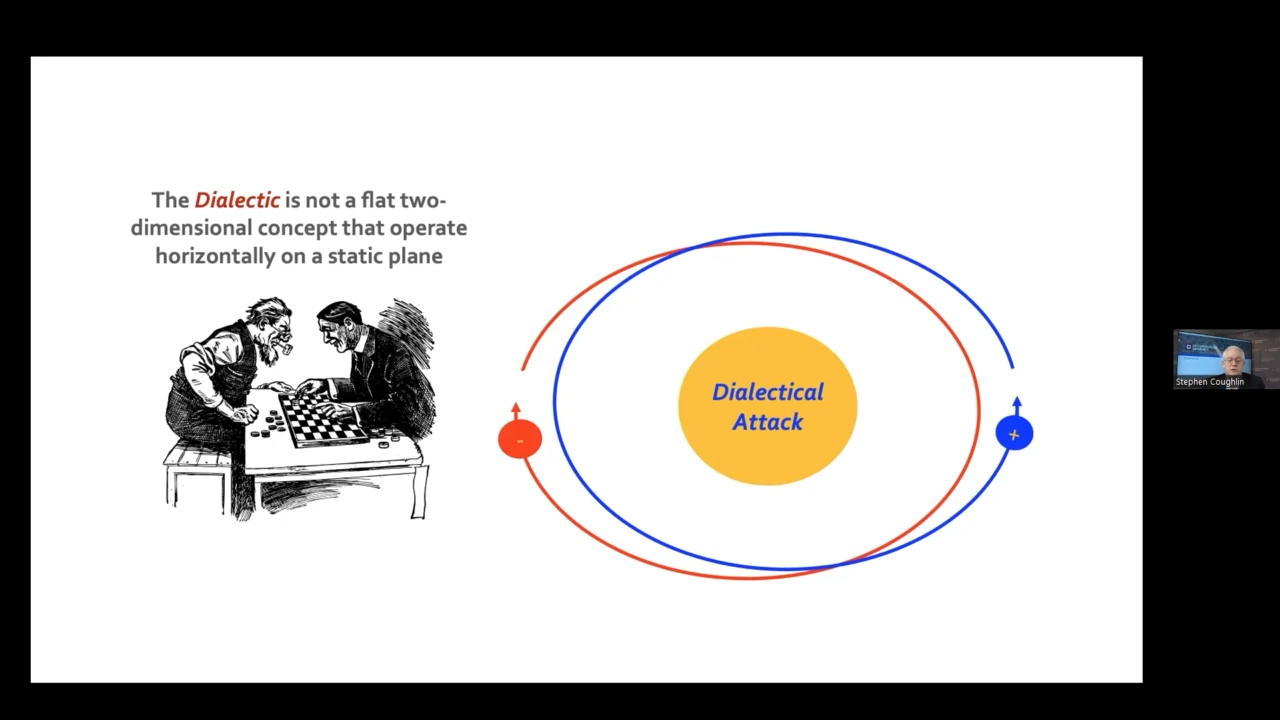 The Dialectic is not a flat two-
dimensional concept that operate
horizontally on a static plane
Dialectical
Attack
-
+
Stephen Coughlin